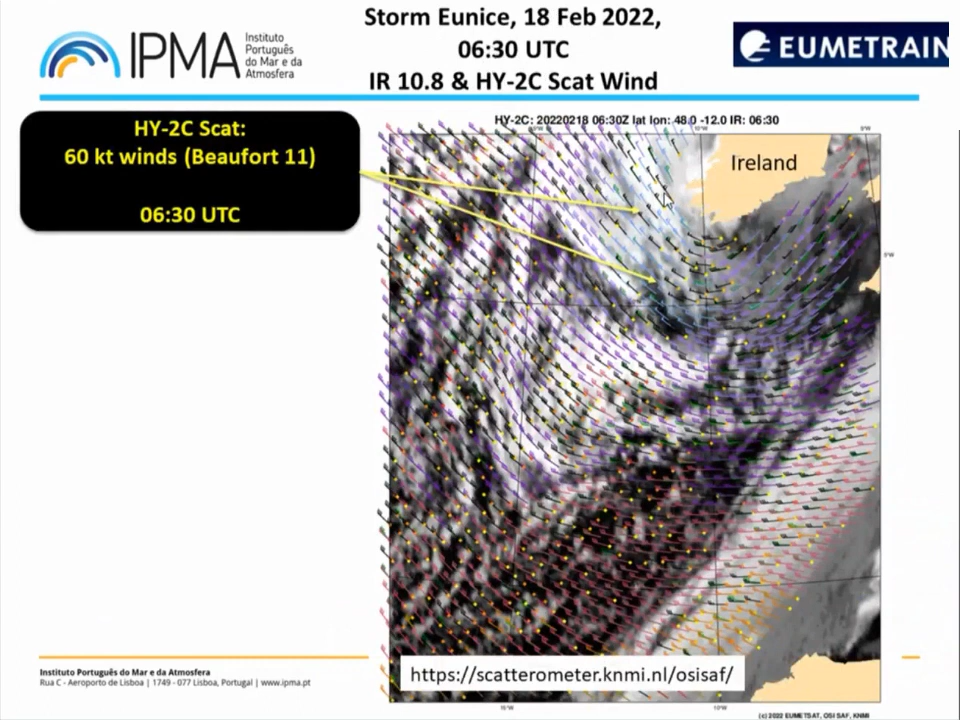 IPMA
Instituto
Português
do Mar e da
Atmosfera
Storm Eunice, 18 Feb 2022,
06:30 UTC
IR 10.8 & HY-2C Scat Wind
EUMETRAIN
HY-2C Scat:
60 kt winds (Beaufort 11)
06:30 UTC
HY-2C: 20220218 06:30Z lat lon: 48.0 -12.0 IR: 06:30
Ireland
https://scatterometer.knmi.nl/osisaf/
Instituto Português do Mar e da Atmosfera
Rua C - Aeroporto de Lisboa | 1749 - 077 Lisboa, Portugal | www.ipma.pt
(c) 2022 EUMETSAT, OSI SAF, KNMI